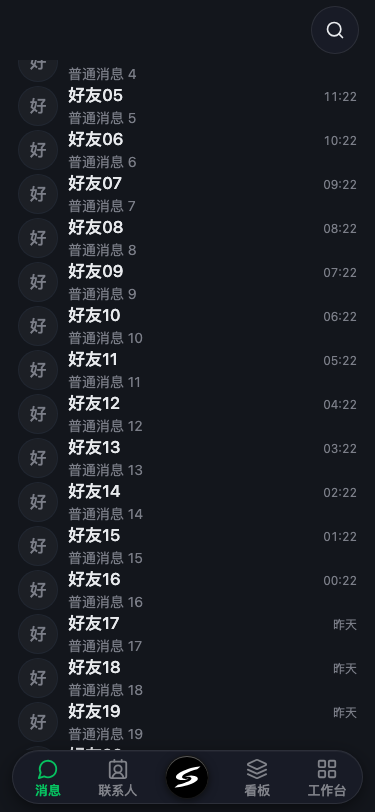 好
普通消息 4
好 好友05 11:22
普通消息 5
好 好友06 10:22
普通消息 6
好 好友07 09:22
普通消息 7
好 好友08 08:22
普通消息 8
好 好友09 07:22
普通消息 9
好 好友10 06:22
普通消息 10
好 好友11 05:22
普通消息 11
好 好友12 04:22
普通消息 12
好 好友13 03:22
普通消息 13
好 好友14 02:22
普通消息 14
好 好友15 01:22
普通消息 15
好 好友16 00:22
普通消息 16
好 好友17 昨天
普通消息 17
好 好友18 昨天
普通消息 18
好 好友19 昨天
普通消息 19
消息 联系人 看板 工作台